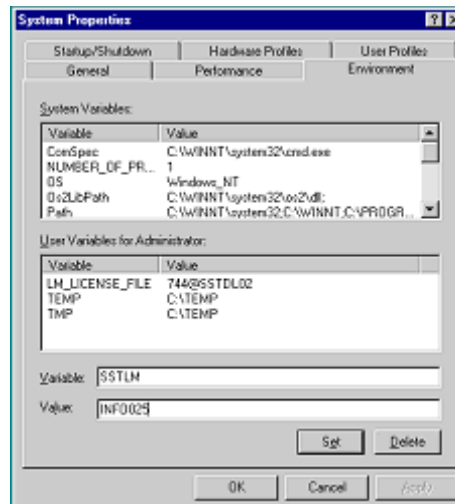 System Properties
Startup/Shutdown Hardware Profiles User Profiles
General Performance Environment
System Variables:
Variable Value
ComSpec C:\WINNT\system32\cmd.exe
NUMBER_OF_PR... 1
OS Windows_NT
Os2LibPath C:\WINNT\system32\os2\dll;
Path C:\WINNT\system32;C:\WINNT;C:\PROGR...
User Variables for Administrator:
Variable Value
LM_LICENSE_FILE 744@SSTDL02
TEMP C:\TEMP
TMP C:\TEMP
Variable: SSTLM
Value: INFO025
Set Delete
OK Cancel Apply